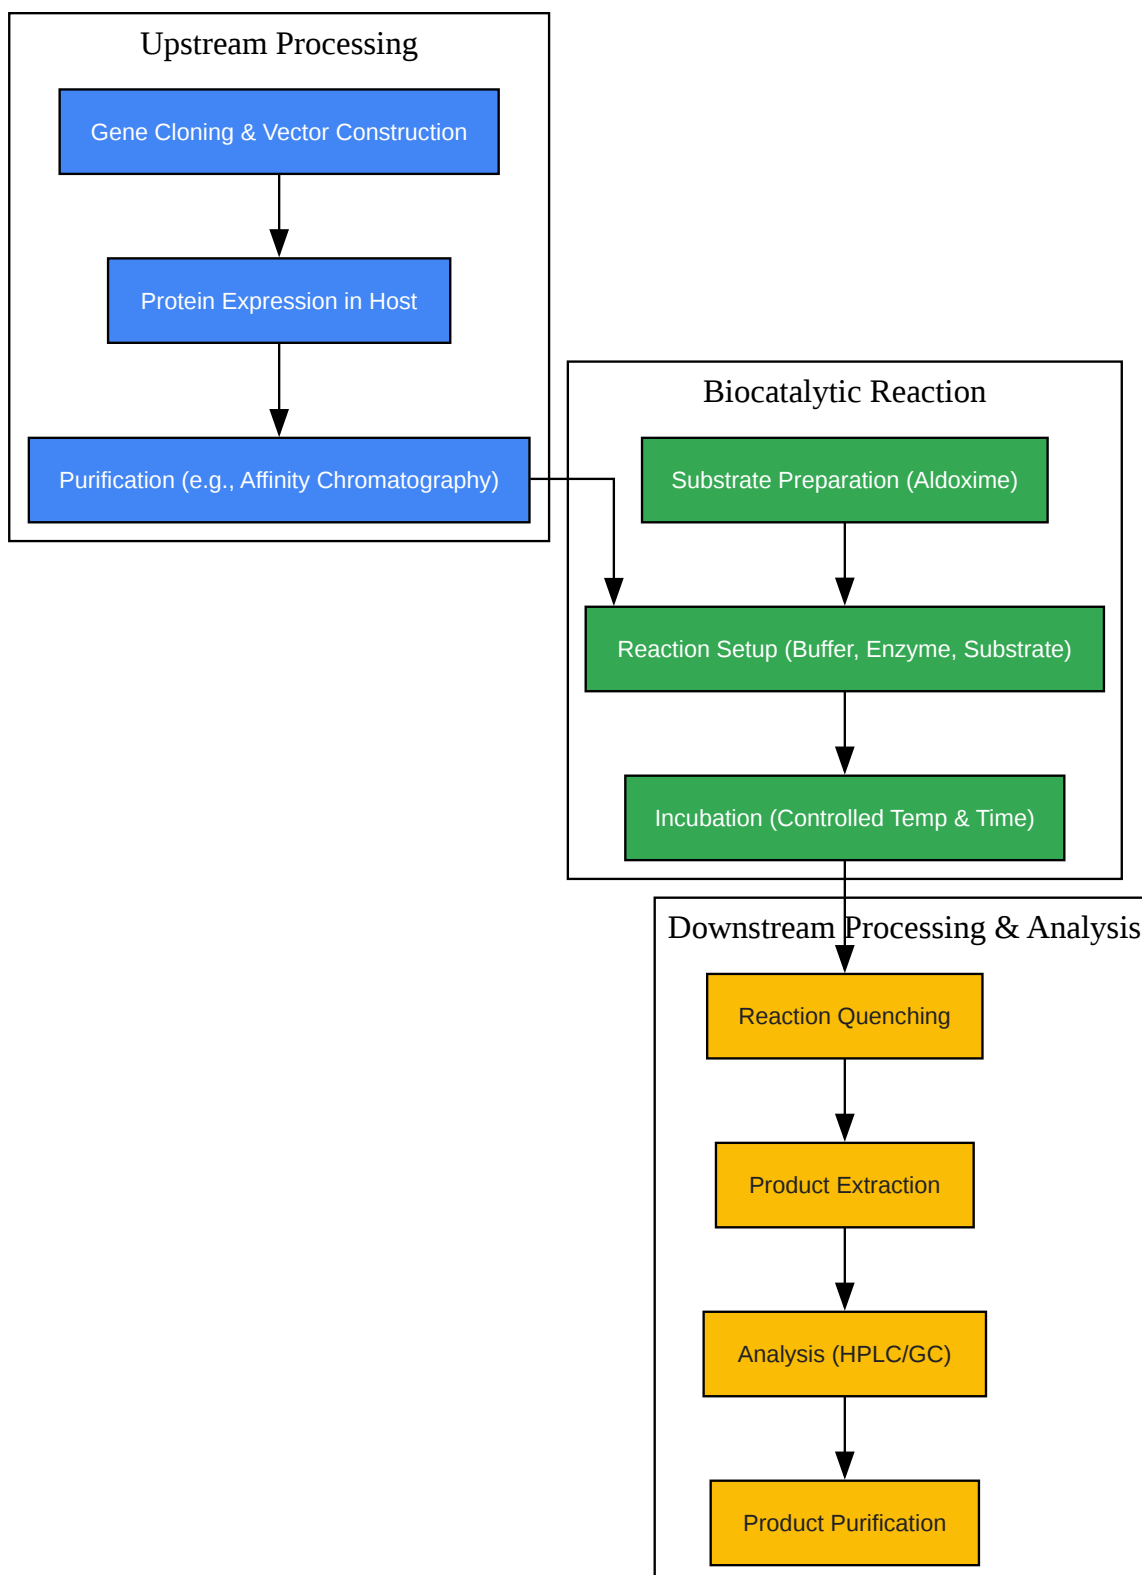 Upstream Processing
Gene Cloning & Vector Construction
Protein Expression in Host
Purification (e.g., Affinity Chromatography)
Biocatalytic Reaction
Substrate Preparation (Aldoxime)
Reaction Setup (Buffer, Enzyme, Substrate)
Incubation (Controlled Temp & Time)
Downstream Processing & Analysis
Reaction Quenching
Product Extraction
Analysis (HPLC/GC)
Product Purification